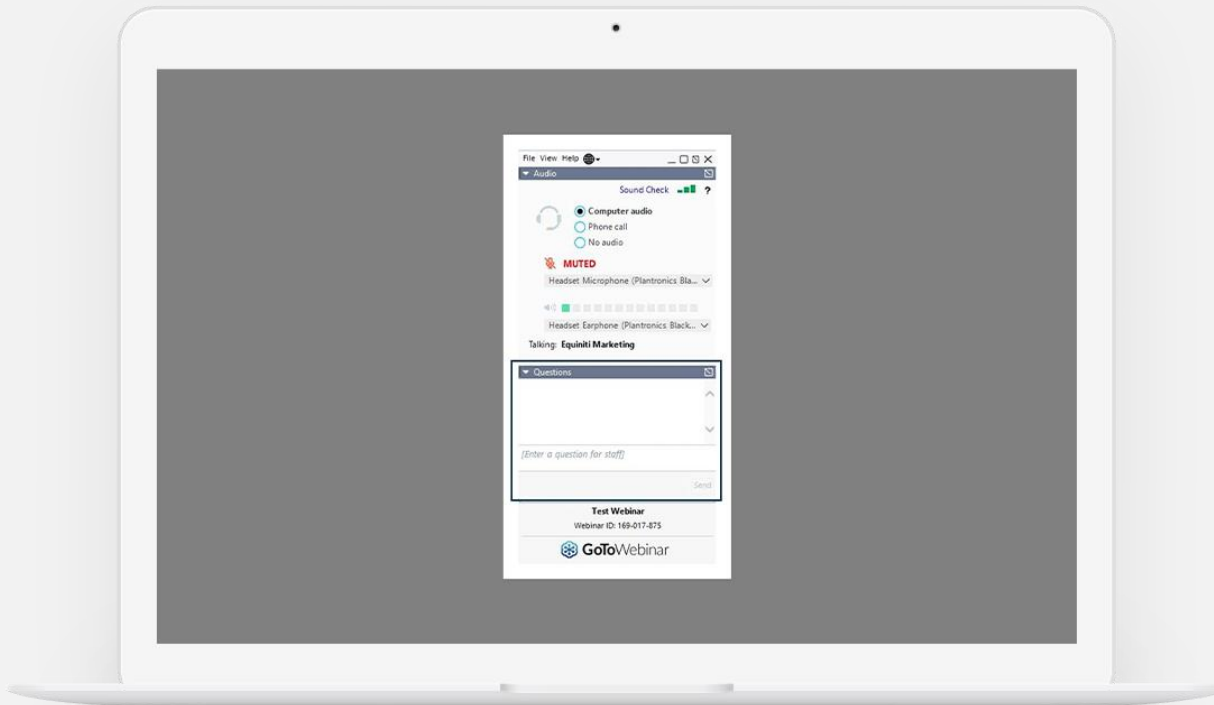 File View Help
Audio
Sound Check ?
Computer audio
Phone call
No audio
MUTED
Headset Microphone (Plantronics Bla...
Headset Earphone (Plantronics Black...
Talking: Equiniti Marketing
Questions
[Enter a question for staff]
Send
Test Webinar
Webinar ID: 169-017-875
GoToWebinar